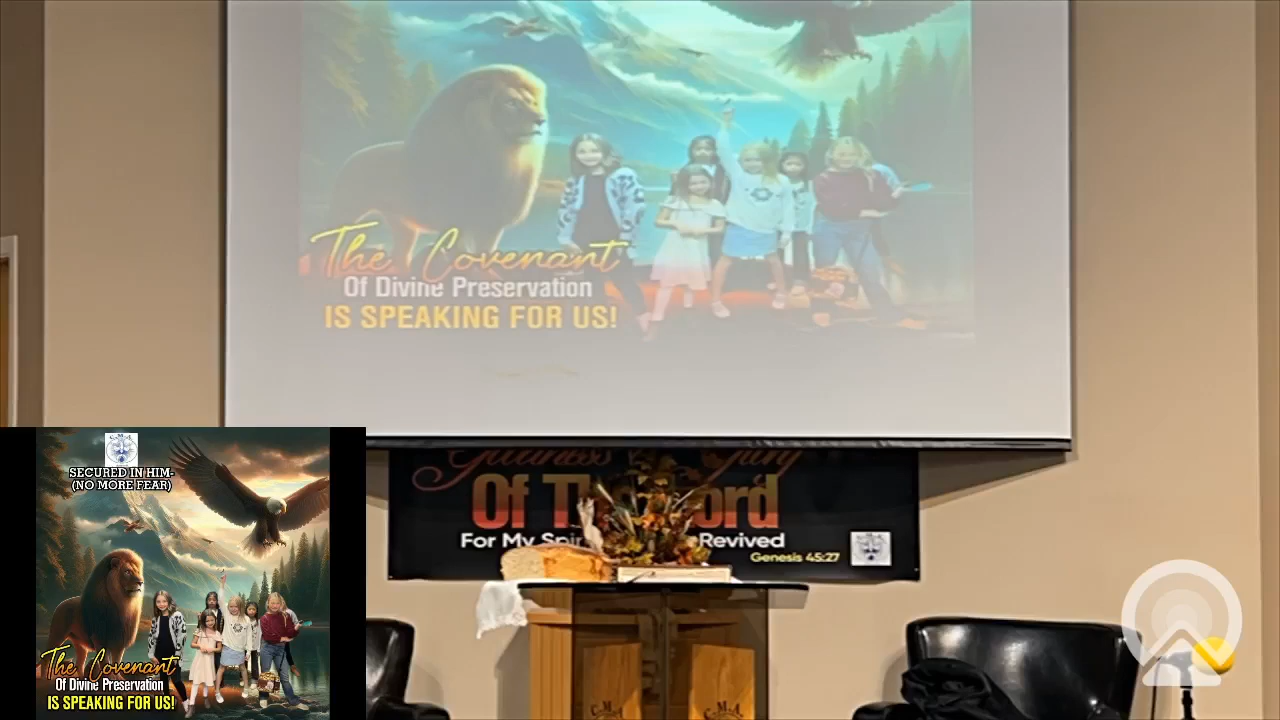 The Covenant
Of Divine Preservation
IS SPEAKING FOR US!
Of The Lord
For My Spir
Revived
Genesis 45:27
C.M.A
C.M.A
C.M.A
SECURED IN HIM-
(NO MORE FEAR)
The Covenant
Of Divine Preservation
IS SPEAKING FOR US!